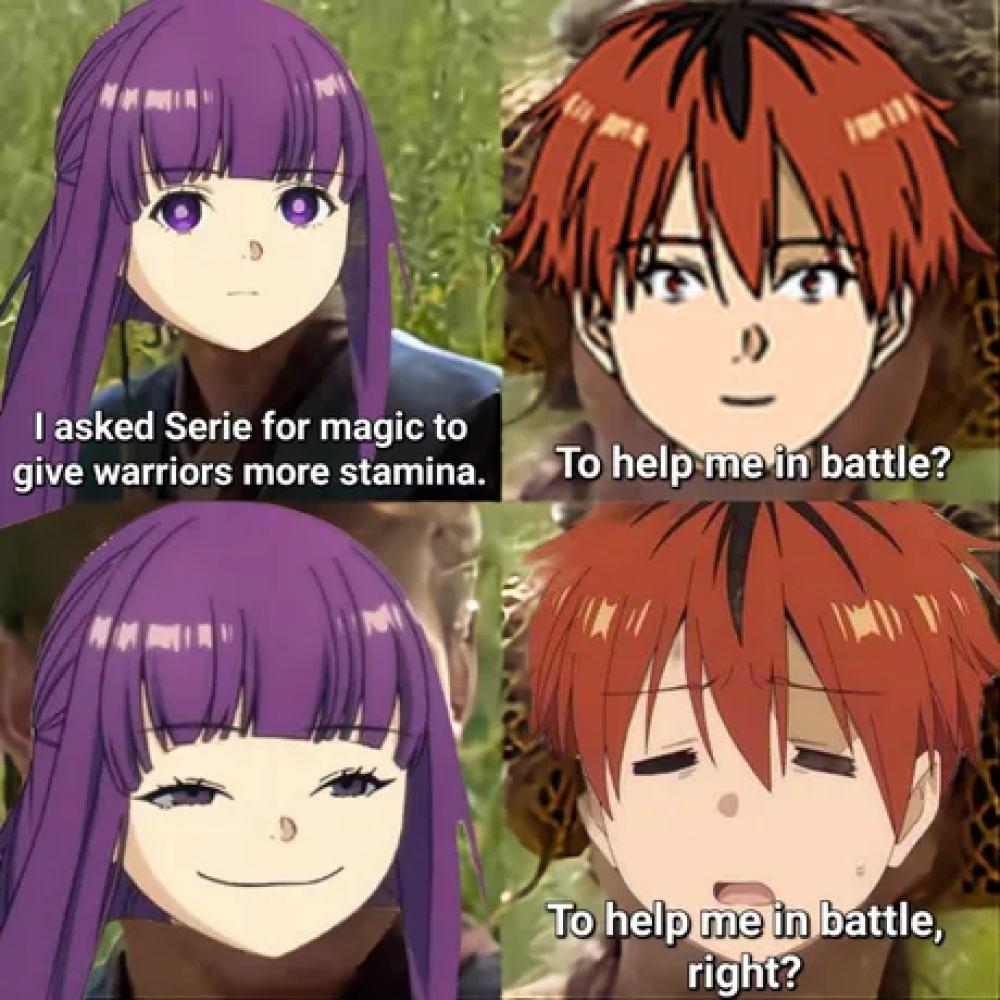 I asked Serie for magic to
give warriors more stamina.
To help me in battle?
To help me in battle,
right?